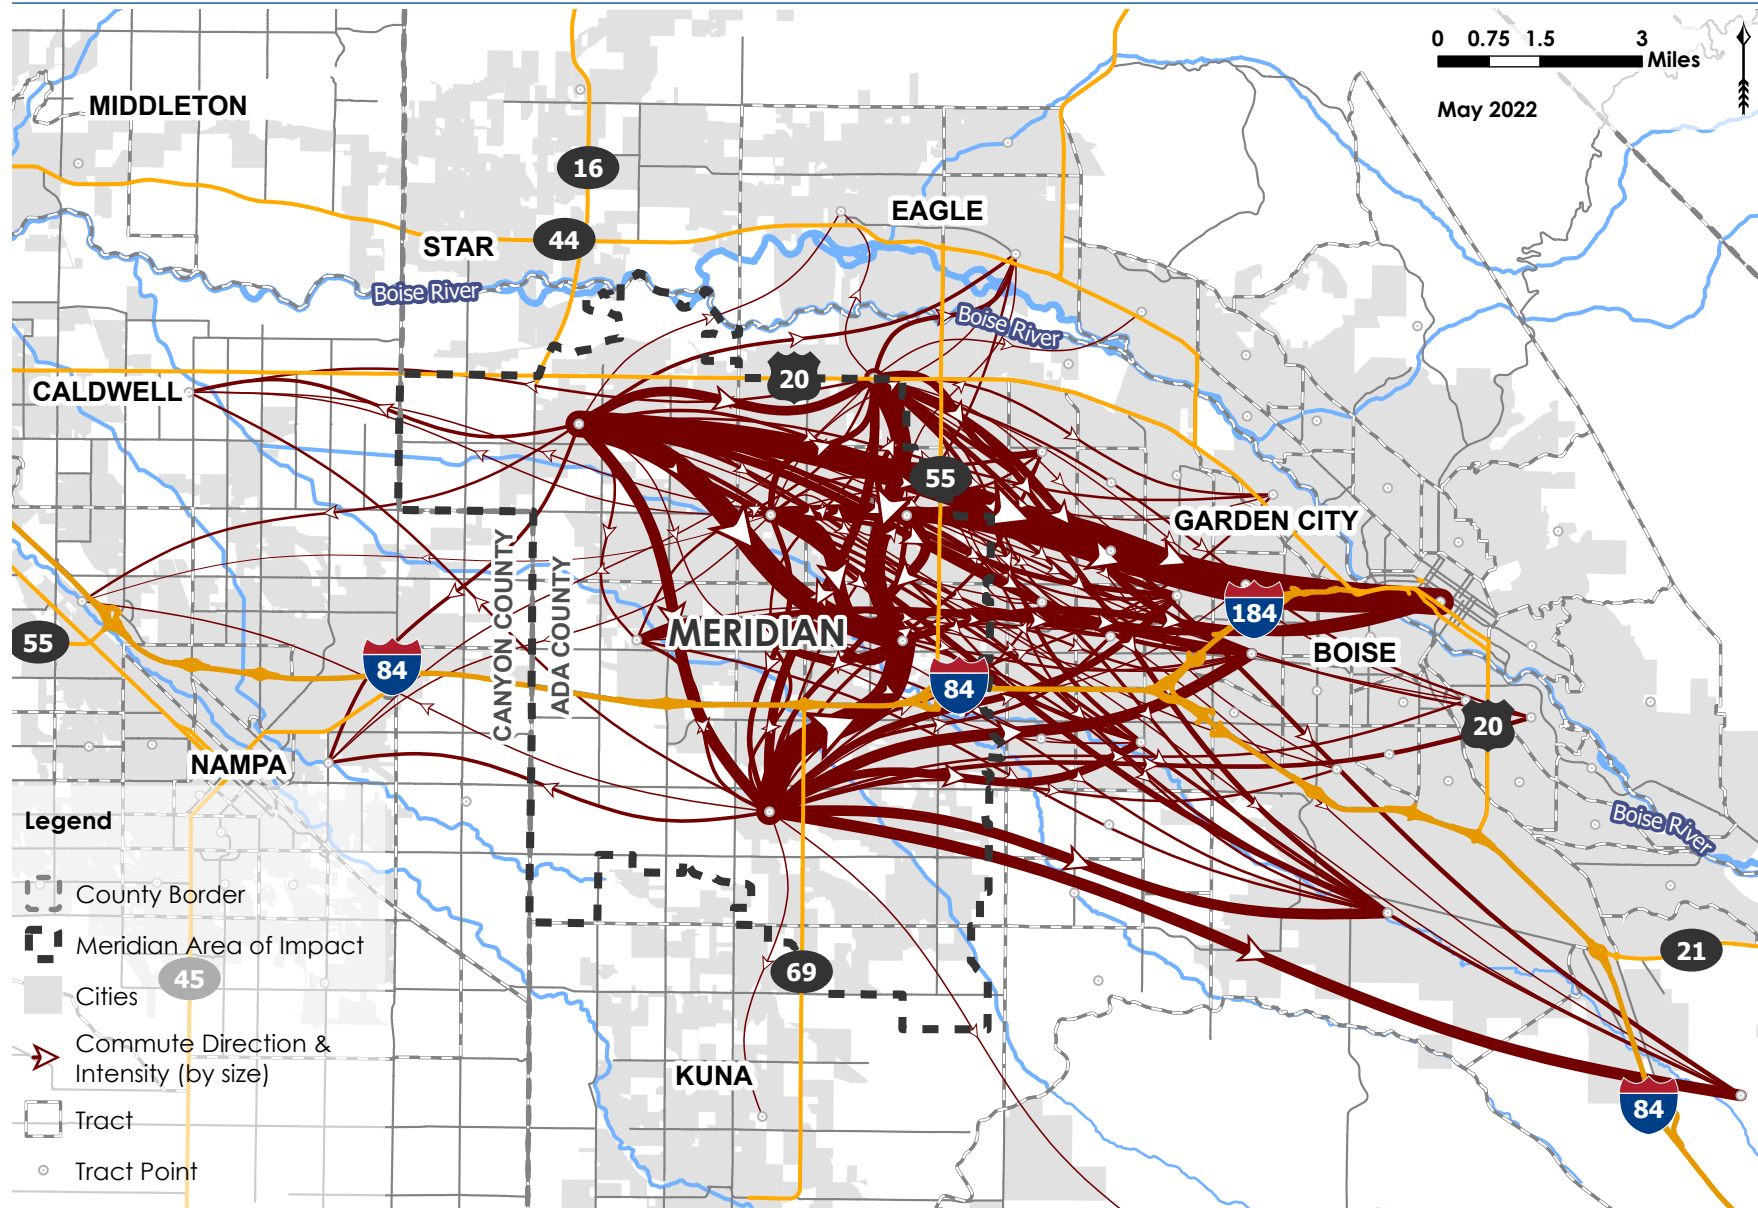 0 0.75 1.5 3
Miles
May 2022
MIDDLETON
16
EAGLE
STAR
44
Boise River
Boise River
20
CALDWELL
55
GARDEN CITY
CANYON COUNTY
ADA COUNTY
184
MERIDIAN
55
84
BOISE
84
20
NAMPA
Boise River
Legend
County Border
Meridian Area of Impact
45
Cities
Commute Direction &
Intensity (by size)
Tract
Tract Point
69
21
KUNA
84